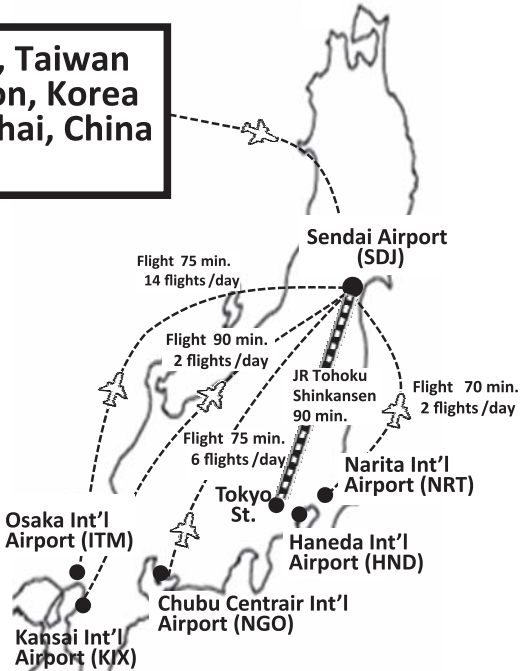 , Taiwan
on, Korea
hai, China
Sendai Airport
(SDJ)
Flight 75 min.
14 flights /day
Flight 90 min.
2 flights /day
JR Tohoku
Shinkansen
90 min.
Flight 70 min.
2 flights /day
Flight 75 min.
6 flights /day
Narita Int'l
Airport (NRT)
Tokyo
St.
Haneda Int'l
Airport (HND)
Osaka Int'l
Airport (ITM)
Chubu Centrair Int'l
Airport (NGO)
Kansai Int'l
Airport (KIX)